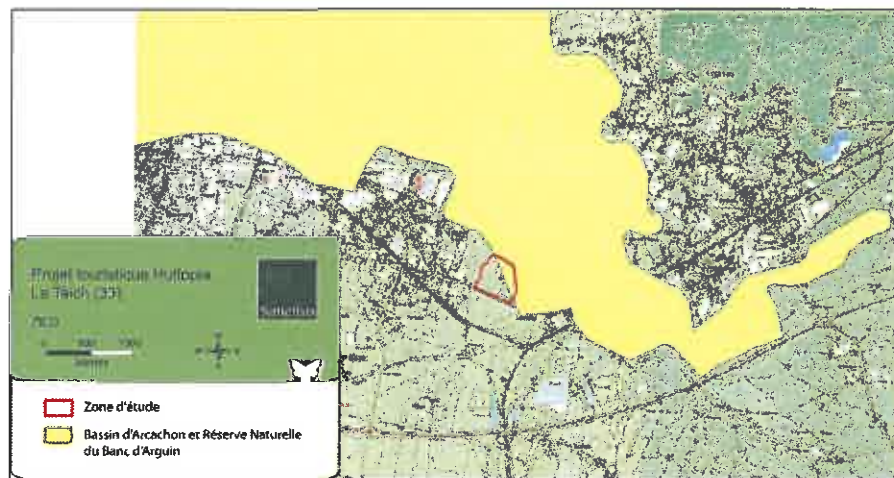 Projet touristique Huttopia
Le Teich (33)
Zone d'étude
Bassin d'Arcachon et Réserve Naturelle
du Banc d'Arguin